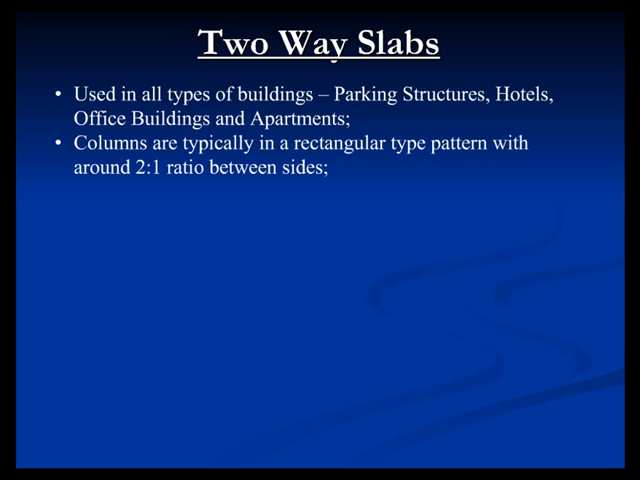 Two Way Slabs
• Used in all types of buildings – Parking Structures, Hotels,
Office Buildings and Apartments;
• Columns are typically in a rectangular type pattern with
around 2:1 ratio between sides;